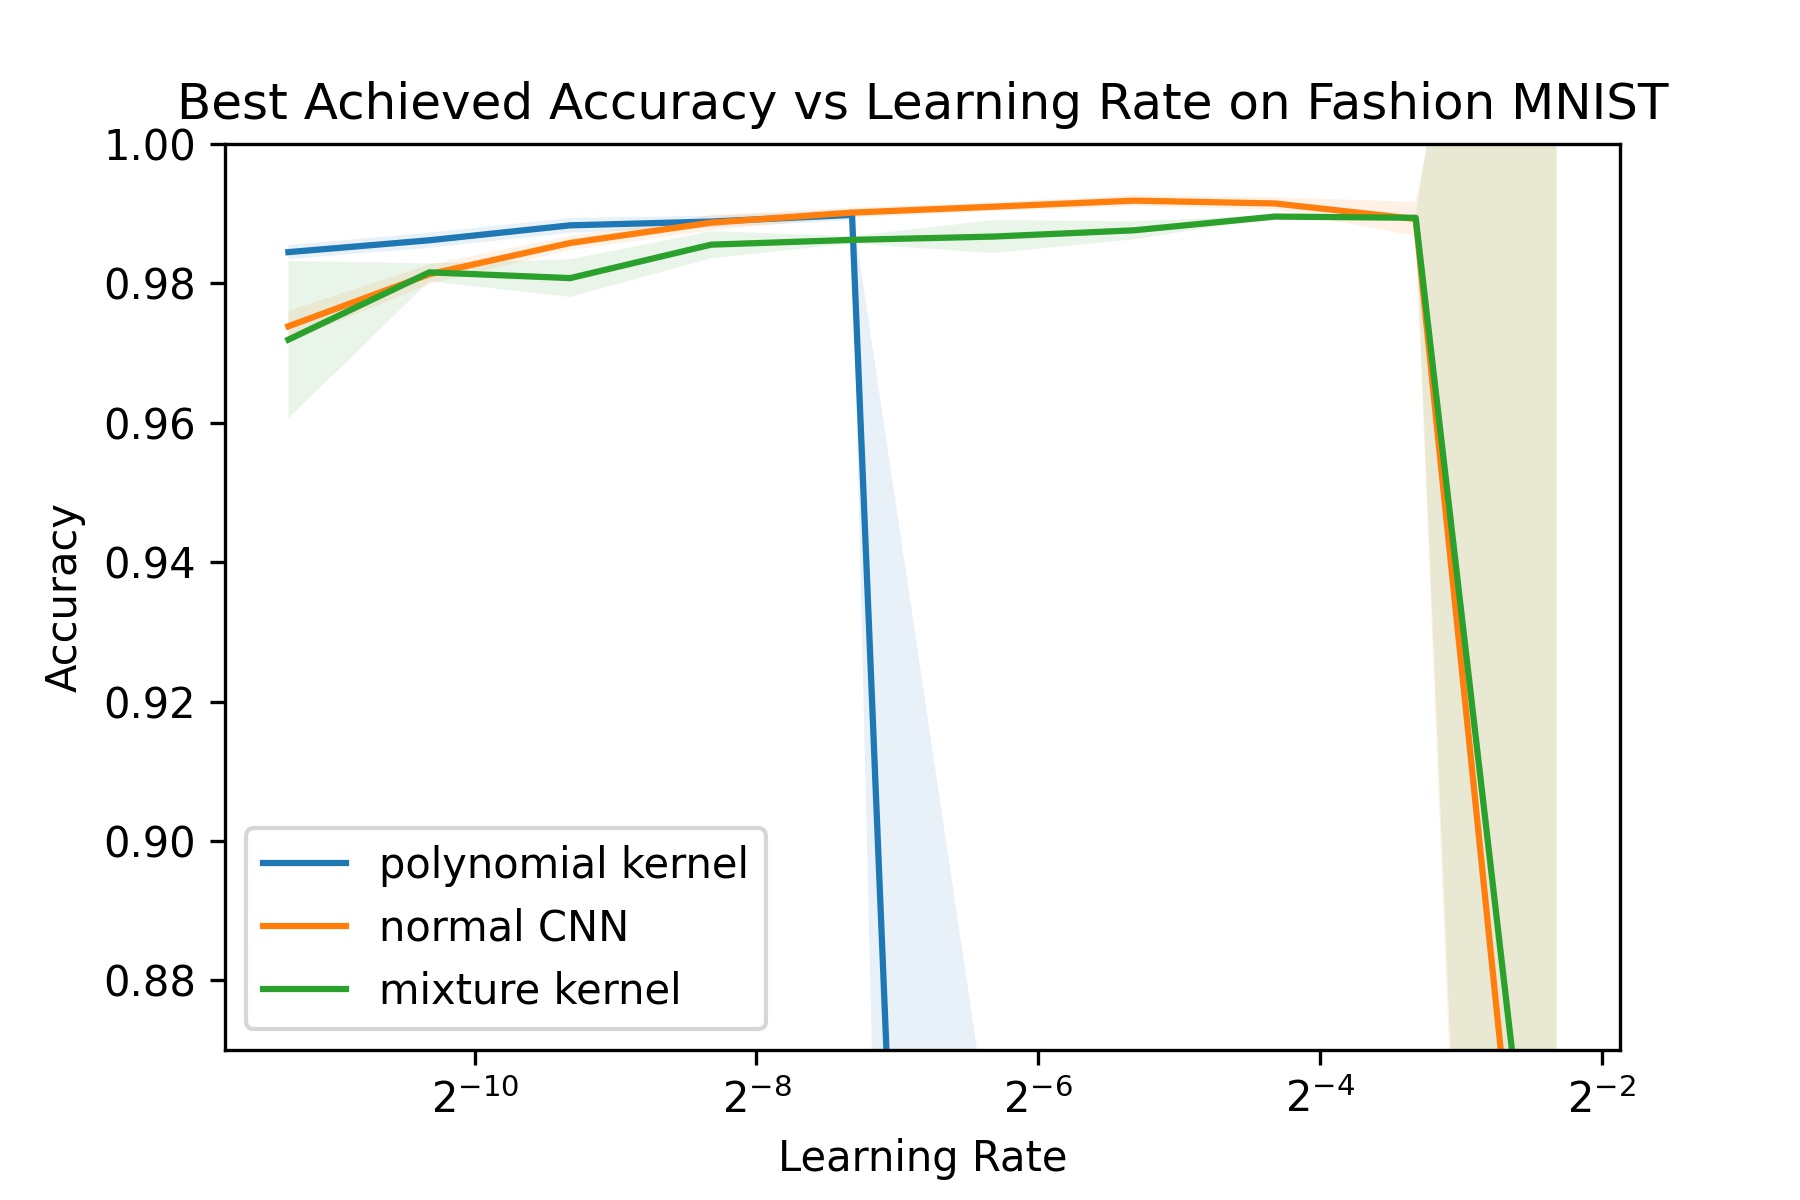 Best Achieved Accuracy vs Learning Rate on Fashion MNIST
1.00
0.98
0.96
0.94
0.92
0.90
0.88
Accuracy
polynomial kernel
normal CNN
mixture kernel
2⁻¹⁰ 2⁻⁸ 2⁻⁶ 2⁻⁴ 2⁻²
Learning Rate